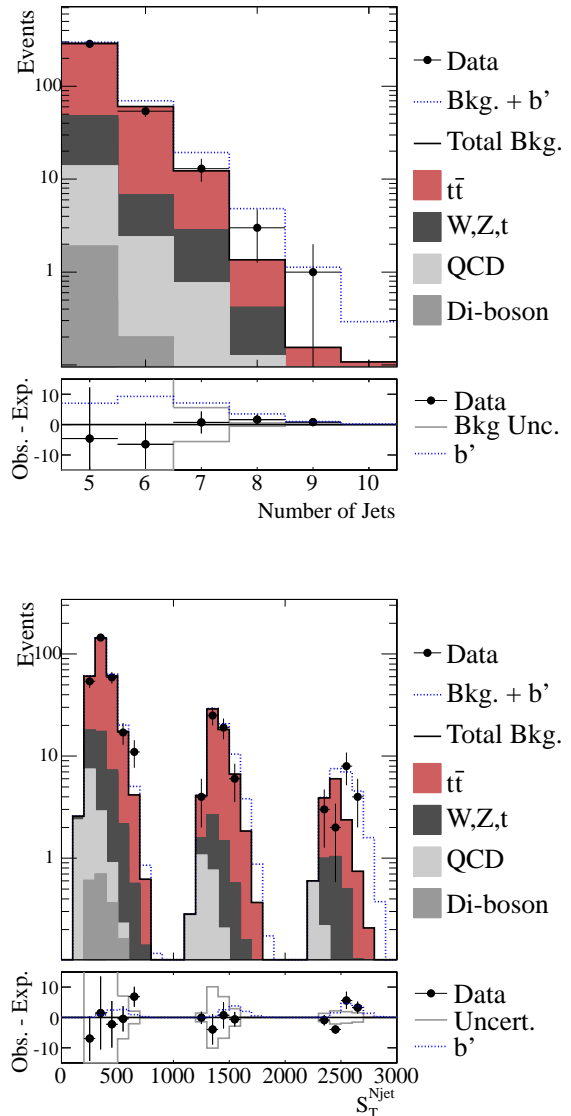 Events
100
10
1
Data
Bkg. + b'
Total Bkg.
tt̄
W,Z,t
QCD
Di-boson
Obs. - Exp.
10
0
-10
Data
Bkg Unc.
b'
5 6 7 8 9 10
Number of Jets
Events
100
10
1
Data
Bkg. + b'
Total Bkg.
tt̄
W,Z,t
QCD
Di-boson
Obs. - Exp.
10
0
-10
Data
Uncert.
b'
0 500 1000 1500 2000 2500 3000
S_T^Njet